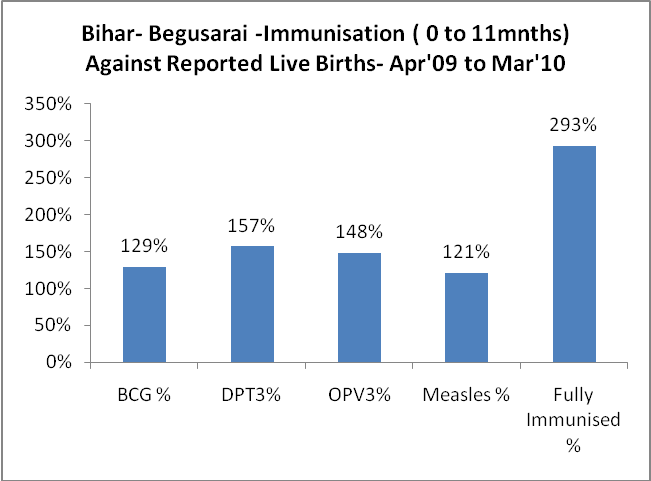 Bihar- Begusarai -Immunisation ( 0 to 11mnths)
Against Reported Live Births- Apr'09 to Mar'10
350%
300%
250%
200%
150%
100%
50%
0%
129%
157%
148%
121%
293%
BCG %
DPT3%
OPV3%
Measles %
Fully
Immunised
%